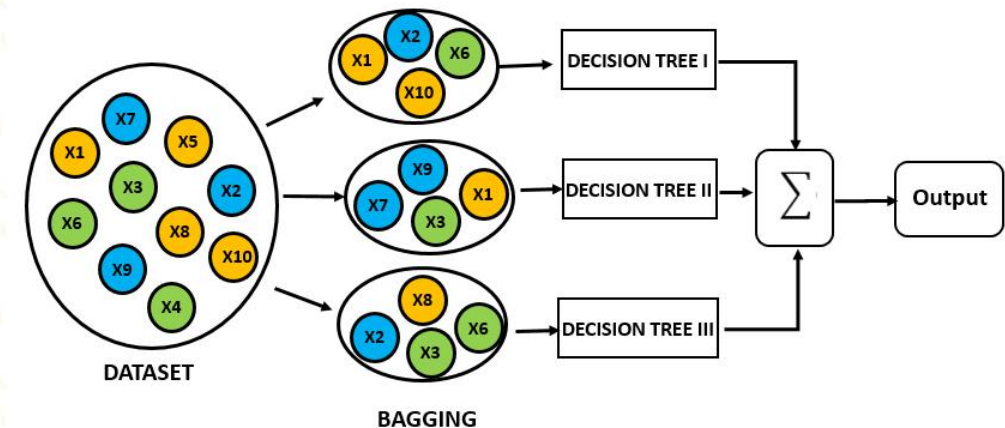 X7
X1
X5
X3
X2
X6
X8
X10
X9
X4
DATASET
X2
X1
X6
X10
X9
X7
X1
X3
X8
X2
X6
X3
BAGGING
DECISION TREE I
DECISION TREE II
DECISION TREE III
∑
Output